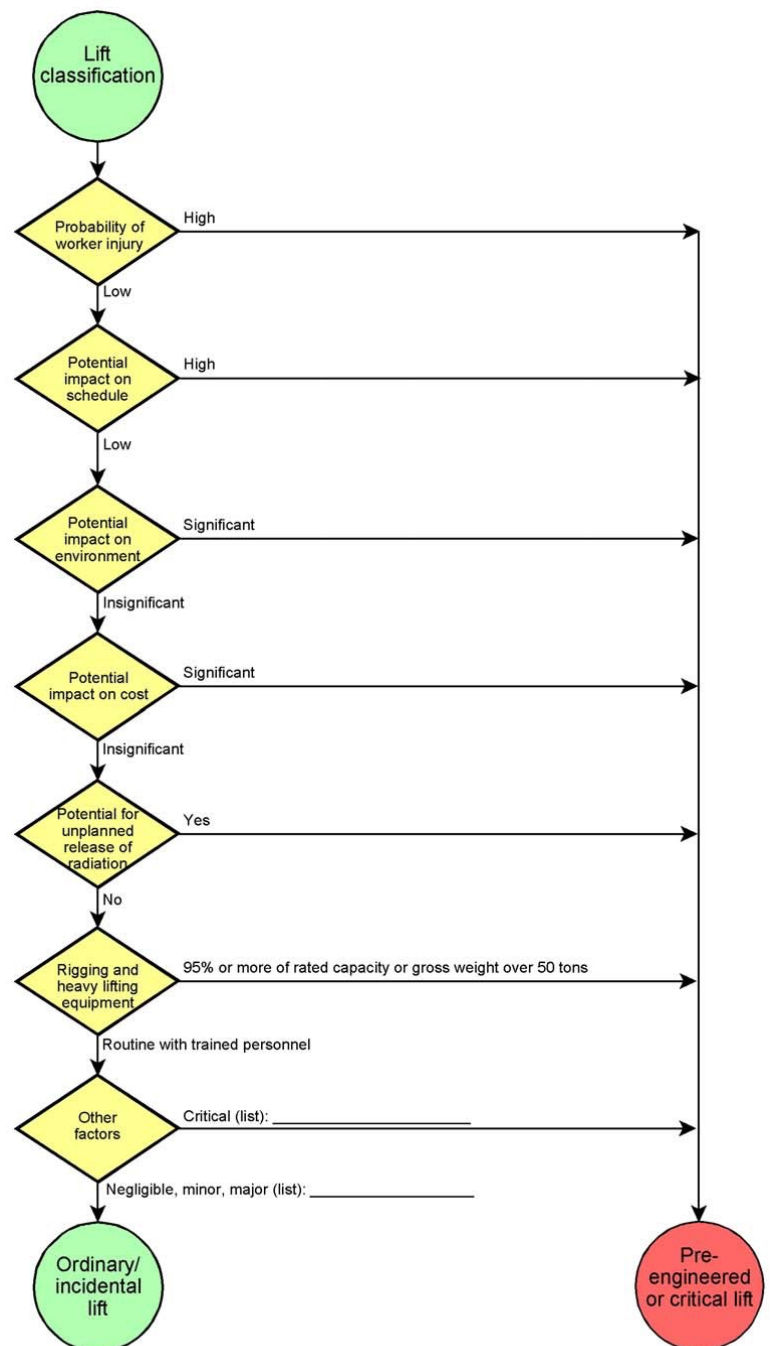 Lift
classification
Probability of
worker injury
High
Low
Potential
impact on
schedule
High
Low
Potential
impact on
environment
Significant
Insignificant
Potential
impact on cost
Significant
Insignificant
Potential for
unplanned
release of
radiation
Yes
No
Rigging and
heavy lifting
equipment
95% or more of rated capacity or gross weight over 50 tons
Routine with trained personnel
Other
factors
Critical (list):
Negligible, minor, major (list):
Ordinary/
incidental
lift
Pre-
engineered
or critical lift